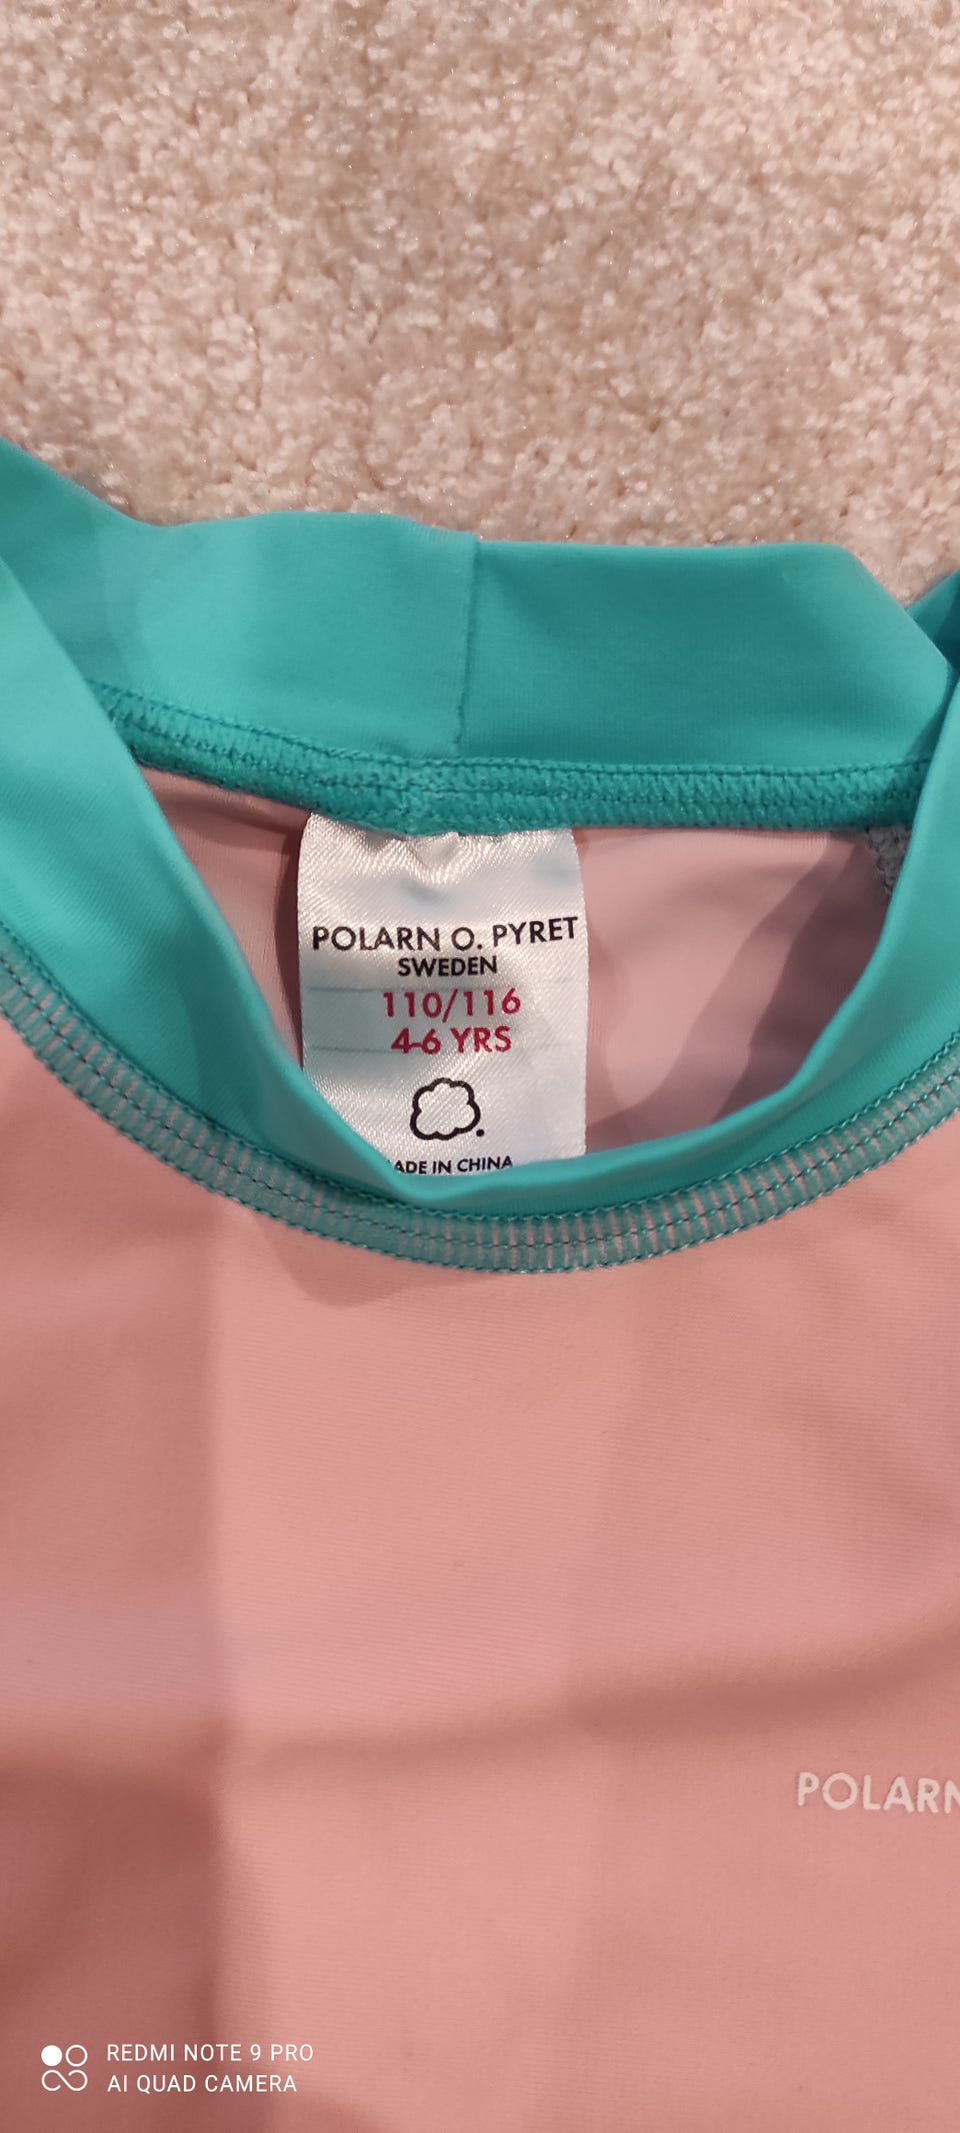 POLARN O. PYRET
SWEDEN
110/116
4-6 YRS
ADE IN CHINA
POLARN
REDMI NOTE 9 PRO
AI QUAD CAMERA